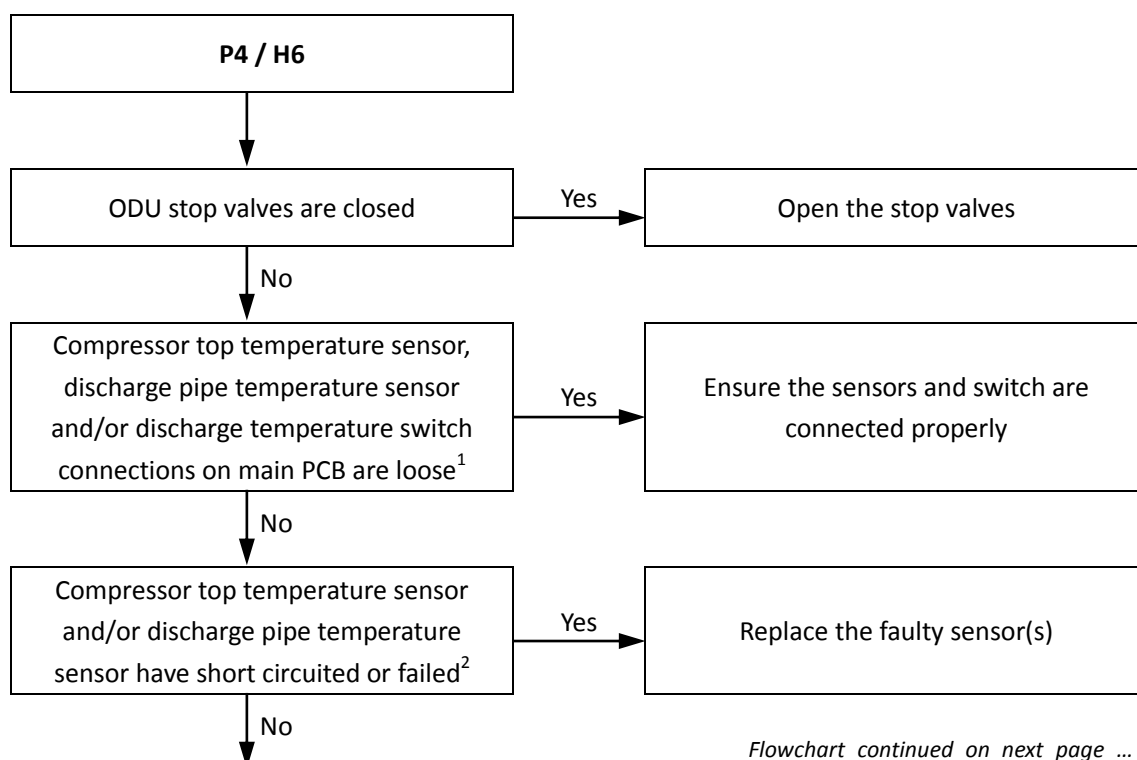 P4 / H6
ODU stop valves are closed
Yes
Open the stop valves
No
Compressor top temperature sensor,
discharge pipe temperature sensor
and/or discharge temperature switch
connections on main PCB are loose1
Yes
Ensure the sensors and switch are
connected properly
No
Compressor top temperature sensor
and/or discharge pipe temperature
sensor have short circuited or failed2
Yes
Replace the faulty sensor(s)
No
Flowchart continued on next page ...